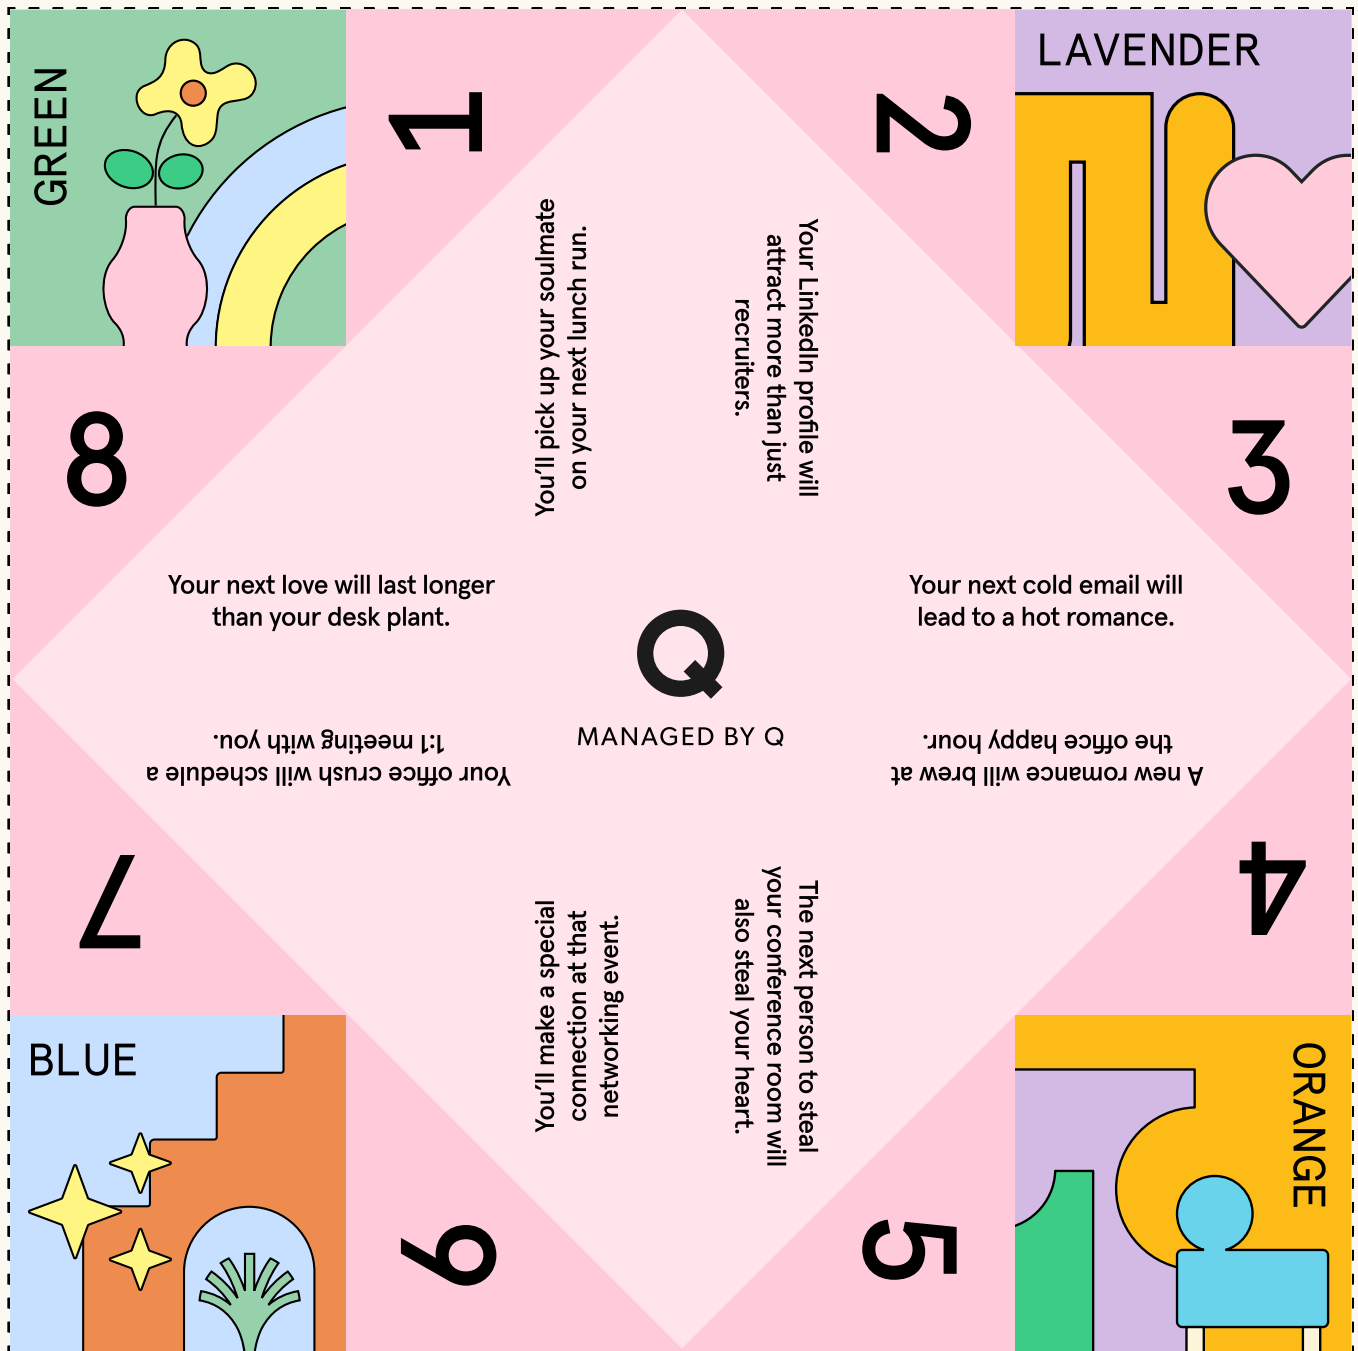 GREEN
1
2
LAVENDER
You'll pick up your soulmate
on your next lunch run.
Your LinkedIn profile will
attract more than just
recruiters.
8
3
Your next love will last longer
than your desk plant.
Your next cold email will
lead to a hot romance.
Q
MANAGED BY Q
Your office crush will schedule a
1:1 meeting with you.
A new romance will brew at
the office happy hour.
7
4
You'll make a special
connection at that
networking event.
The next person to steal
your conference room will
also steal your heart.
BLUE
6
5
ORANGE